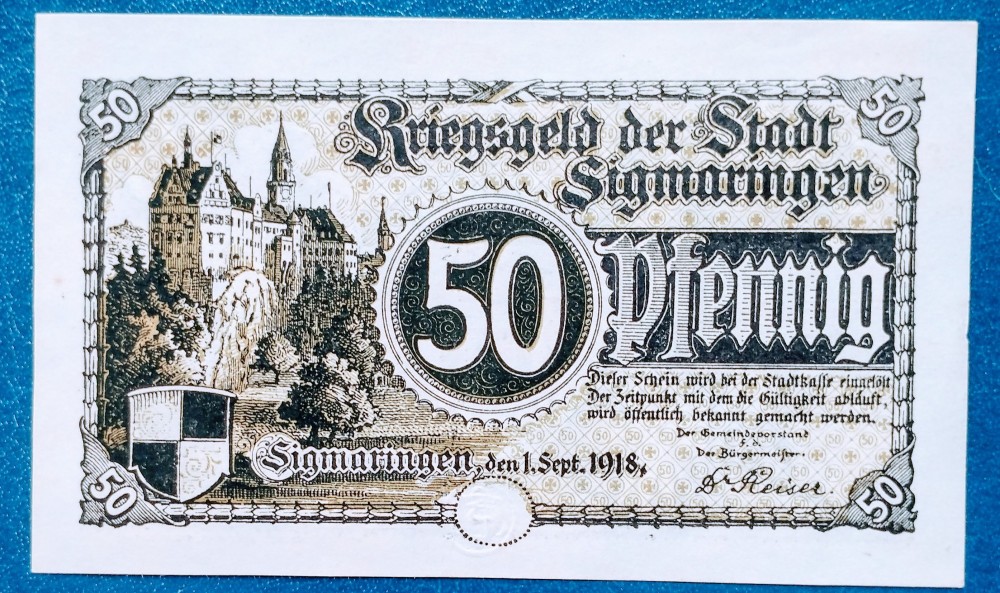 50
50
Kriegsgeld der Stadt
Sigmaringen
50
Pfennig
Dieser Schein wird bei der Stadtkasse eingelöst
Der Zeitpunkt mit dem die Gültigkeit abläuft,
wird öffentlich bekannt gemacht werden.
Der Gemeindevorstand
Der Bürgermeister.
Sigmaringen, den 1. Sept. 1918.
Dr Reiser.
50
50